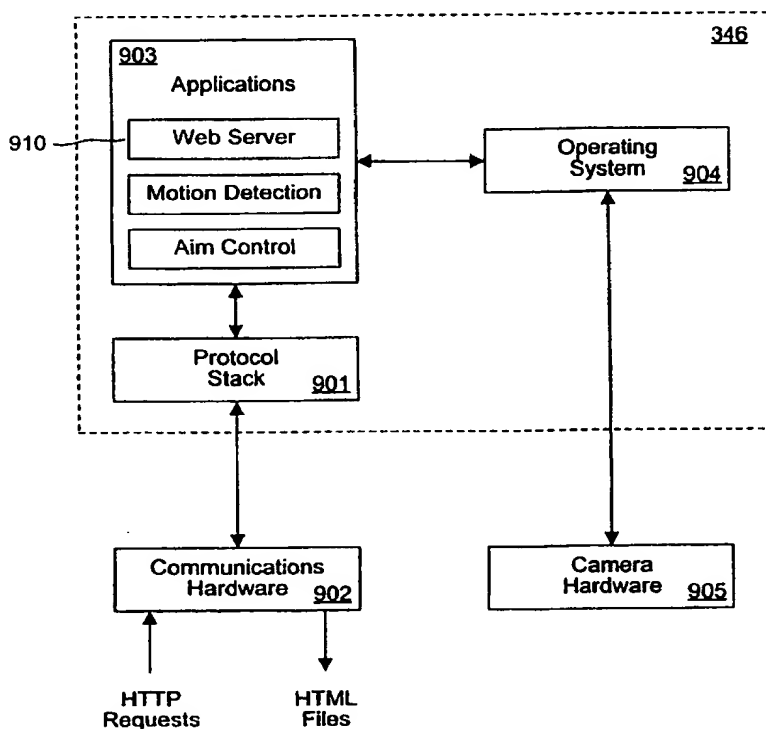 346
903
Applications
910
Web Server
Motion Detection
Aim Control
Operating
System
904
Protocol
Stack
901
Communications
Hardware
902
Camera
Hardware
905
HTTP
Requests
HTML
Files